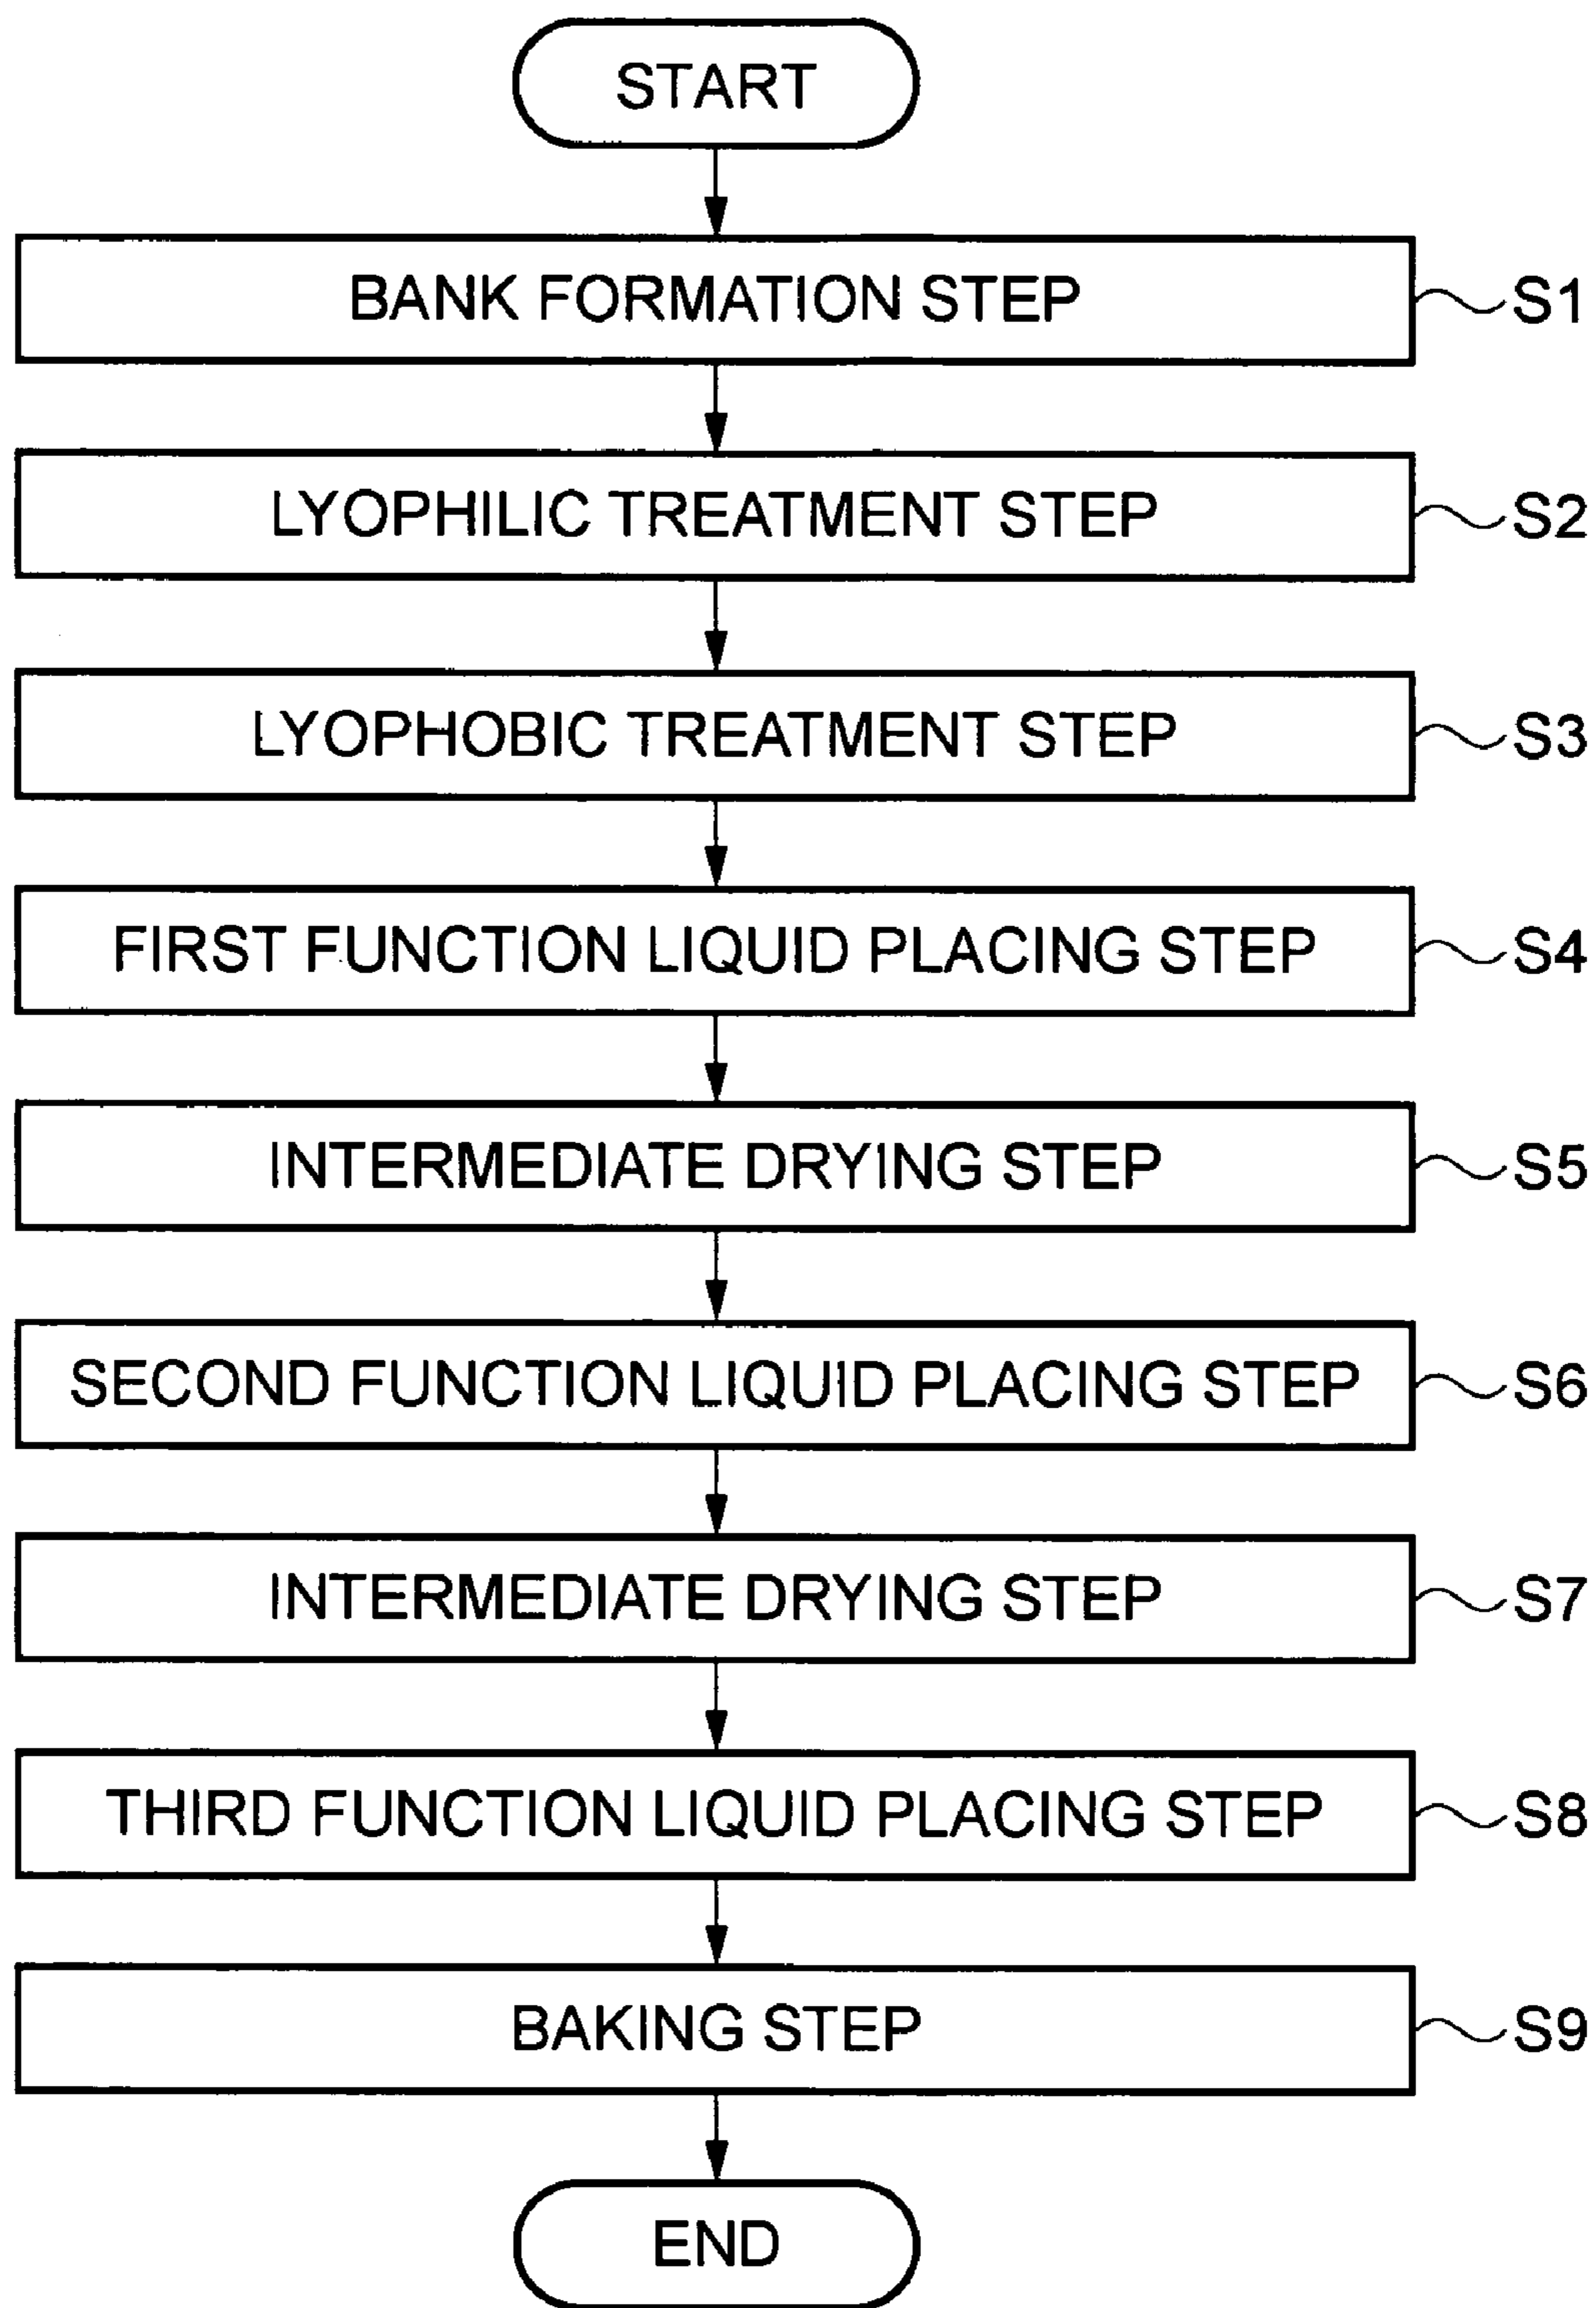 START
BANK FORMATION STEP
S1
LYOPHILIC TREATMENT STEP
S2
LYOPHOBIC TREATMENT STEP
S3
FIRST FUNCTION LIQUID PLACING STEP
S4
INTERMEDIATE DRYING STEP
S5
SECOND FUNCTION LIQUID PLACING STEP
S6
INTERMEDIATE DRYING STEP
S7
THIRD FUNCTION LIQUID PLACING STEP
S8
BAKING STEP
S9
END